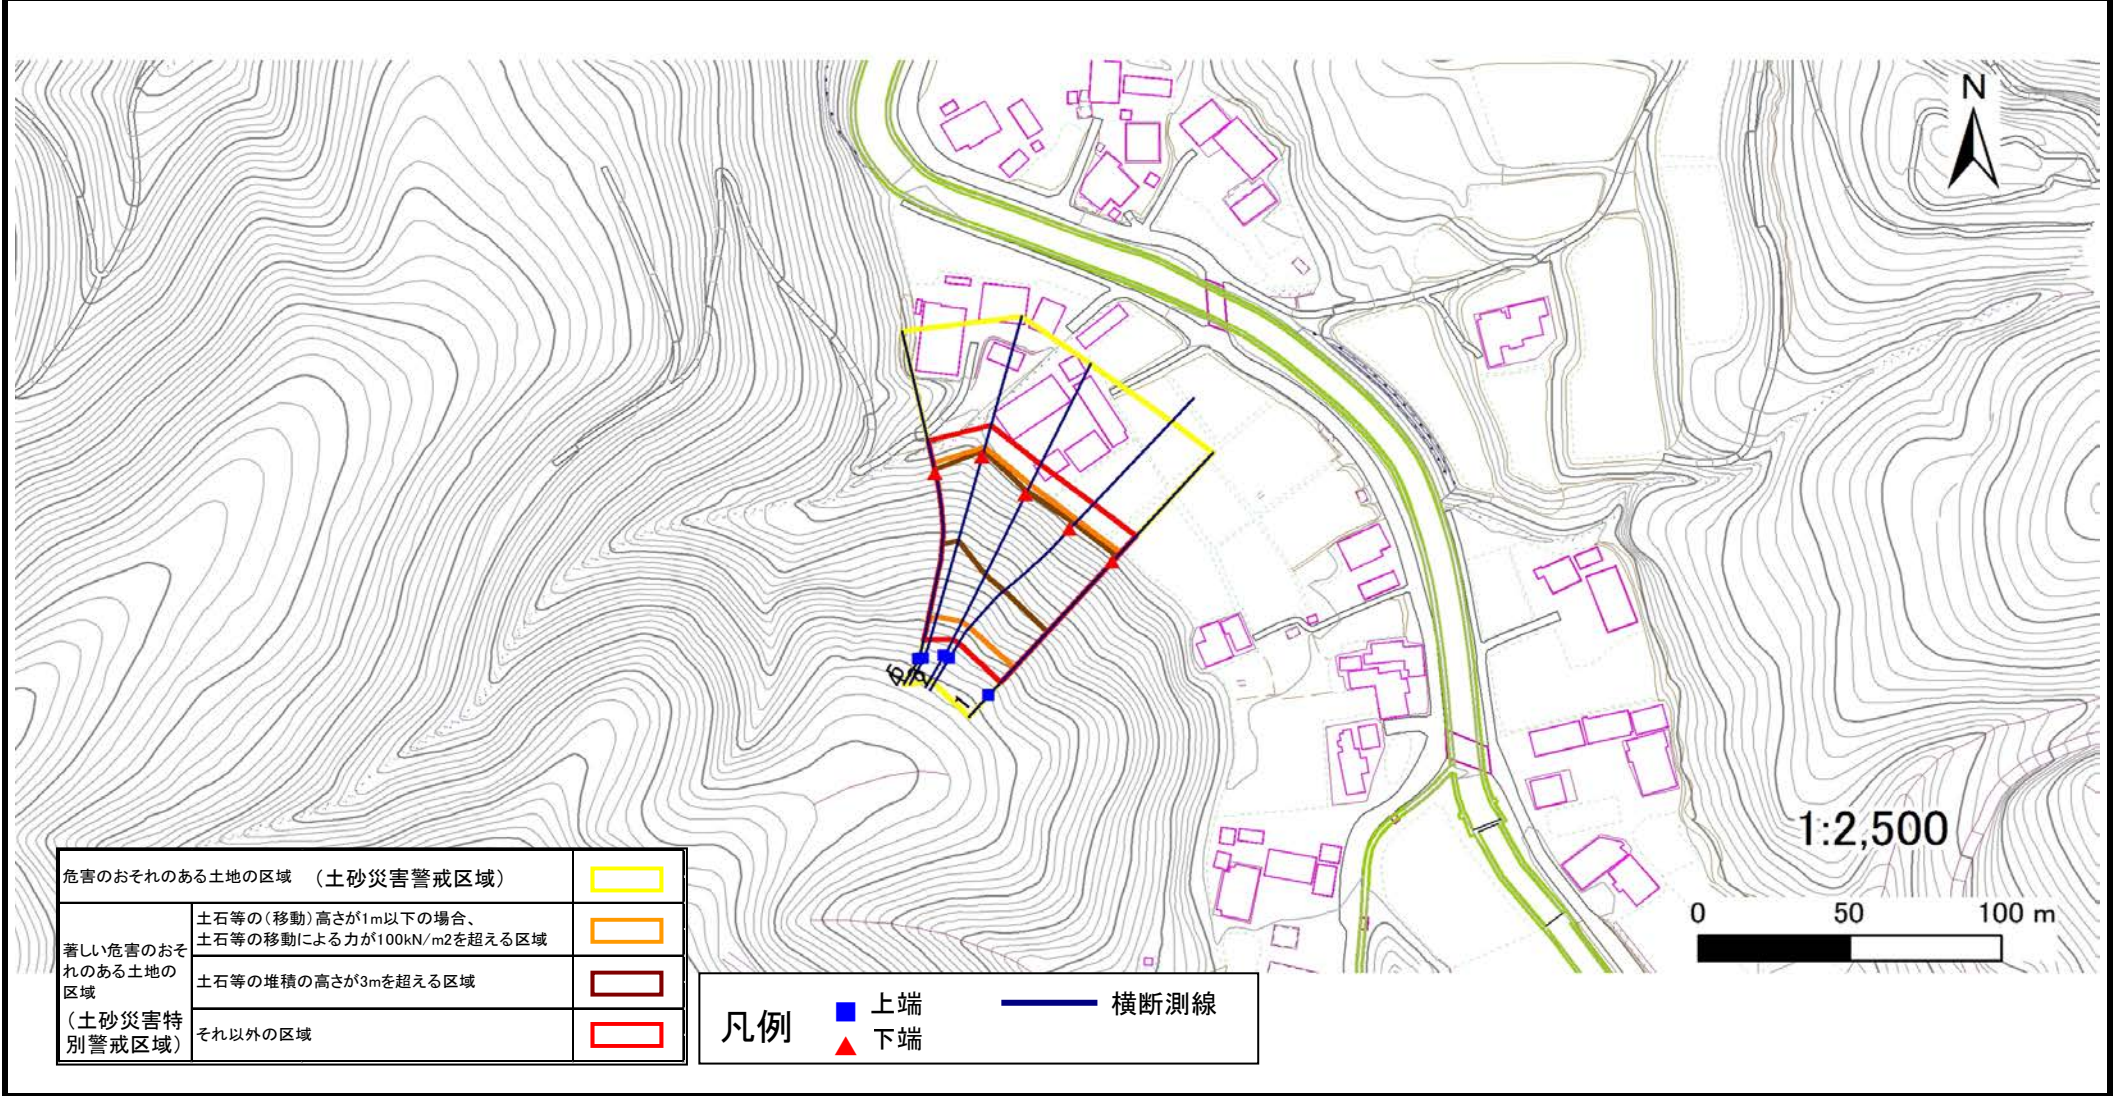 N
1
1:2,500
0 50 100 m
危害のおそれのある土地の区域 （土砂災害警戒区域）
著しい危害のおそ
れのある土地の
区域
（土砂災害特
別警戒区域）
土石等の（移動）高さが1m以下の場合、
土石等の移動による力が100kN/m2を超える区域
土石等の堆積の高さが3mを超える区域
それ以外の区域
凡例
上端
下端
横断測線